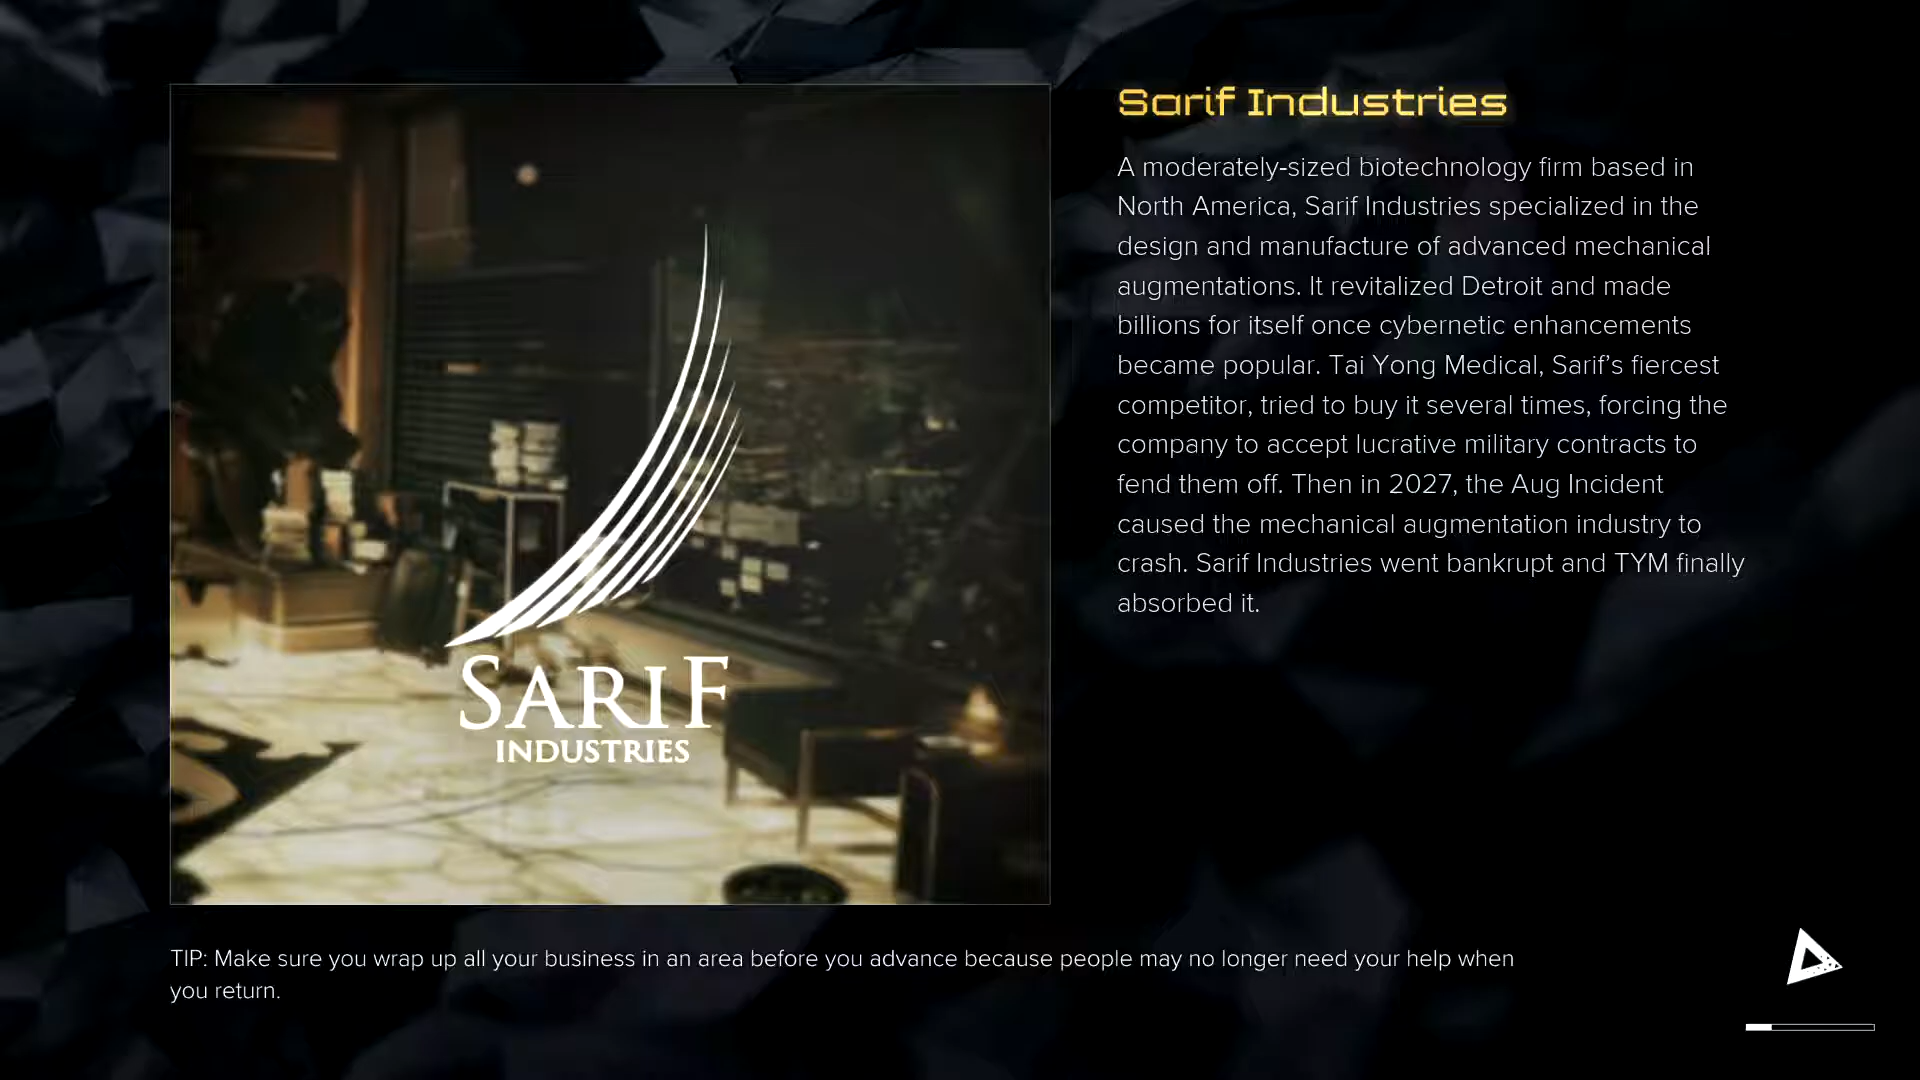 Sarif Industries
A moderately-sized biotechnology firm based in
North America, Sarif Industries specialized in the
design and manufacture of advanced mechanical
augmentations. It revitalized Detroit and made
billions for itself once cybernetic enhancements
became popular. Tai Yong Medical, Sarif’s fiercest
competitor, tried to buy it several times, forcing the
company to accept lucrative military contracts to
fend them off. Then in 2027, the Aug Incident
caused the mechanical augmentation industry to
crash. Sarif Industries went bankrupt and TYM finally
absorbed it.
SARIF
INDUSTRIES
TIP: Make sure you wrap up all your business in an area before you advance because people may no longer need your help when
you return.